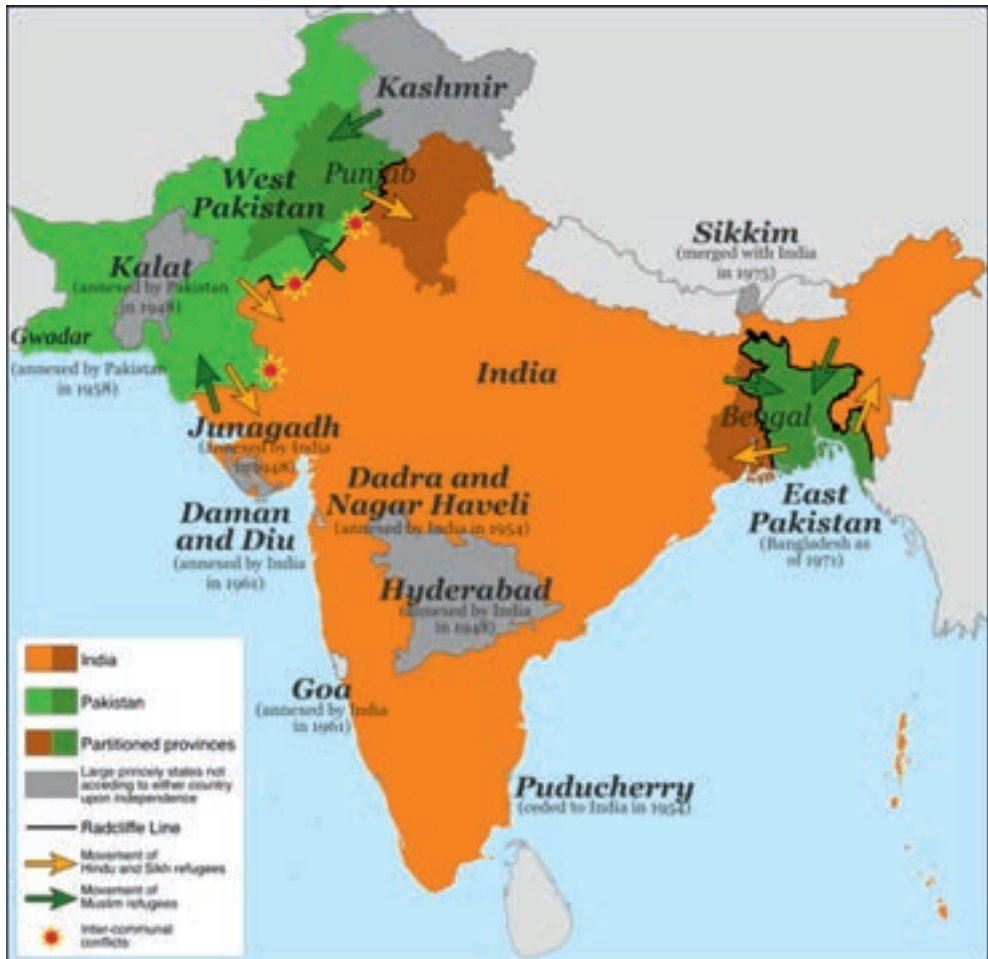 Kashmir
Punjab
West
Pakistan
Sikkim
(merged with India
in 1975)
Kalat
(annexed by Pakistan
in 1948)
Gwadar
(annexed by Pakistan
in 1958)
India
Bengal
Junagadh
(Annexed by India
in 1948)
Dadra and
Nagar Haveli
(annexed by India in 1954)
Daman
and Diu
(annexed by India
in 1961)
East
Pakistan
(Bangladesh as
of 1971)
Hyderabad
(annexed by India
in 1948)
Goa
(annexed by India
in 1961)
Puducherry
(ceded to India in 1954)
India
Pakistan
Partitioned provinces
Large princely states not
acceding to either country
upon independence
Radcliffe Line
Movement of
Hindu and Sikh refugees
Movement of
Muslim refugees
Inter-communal
conflicts